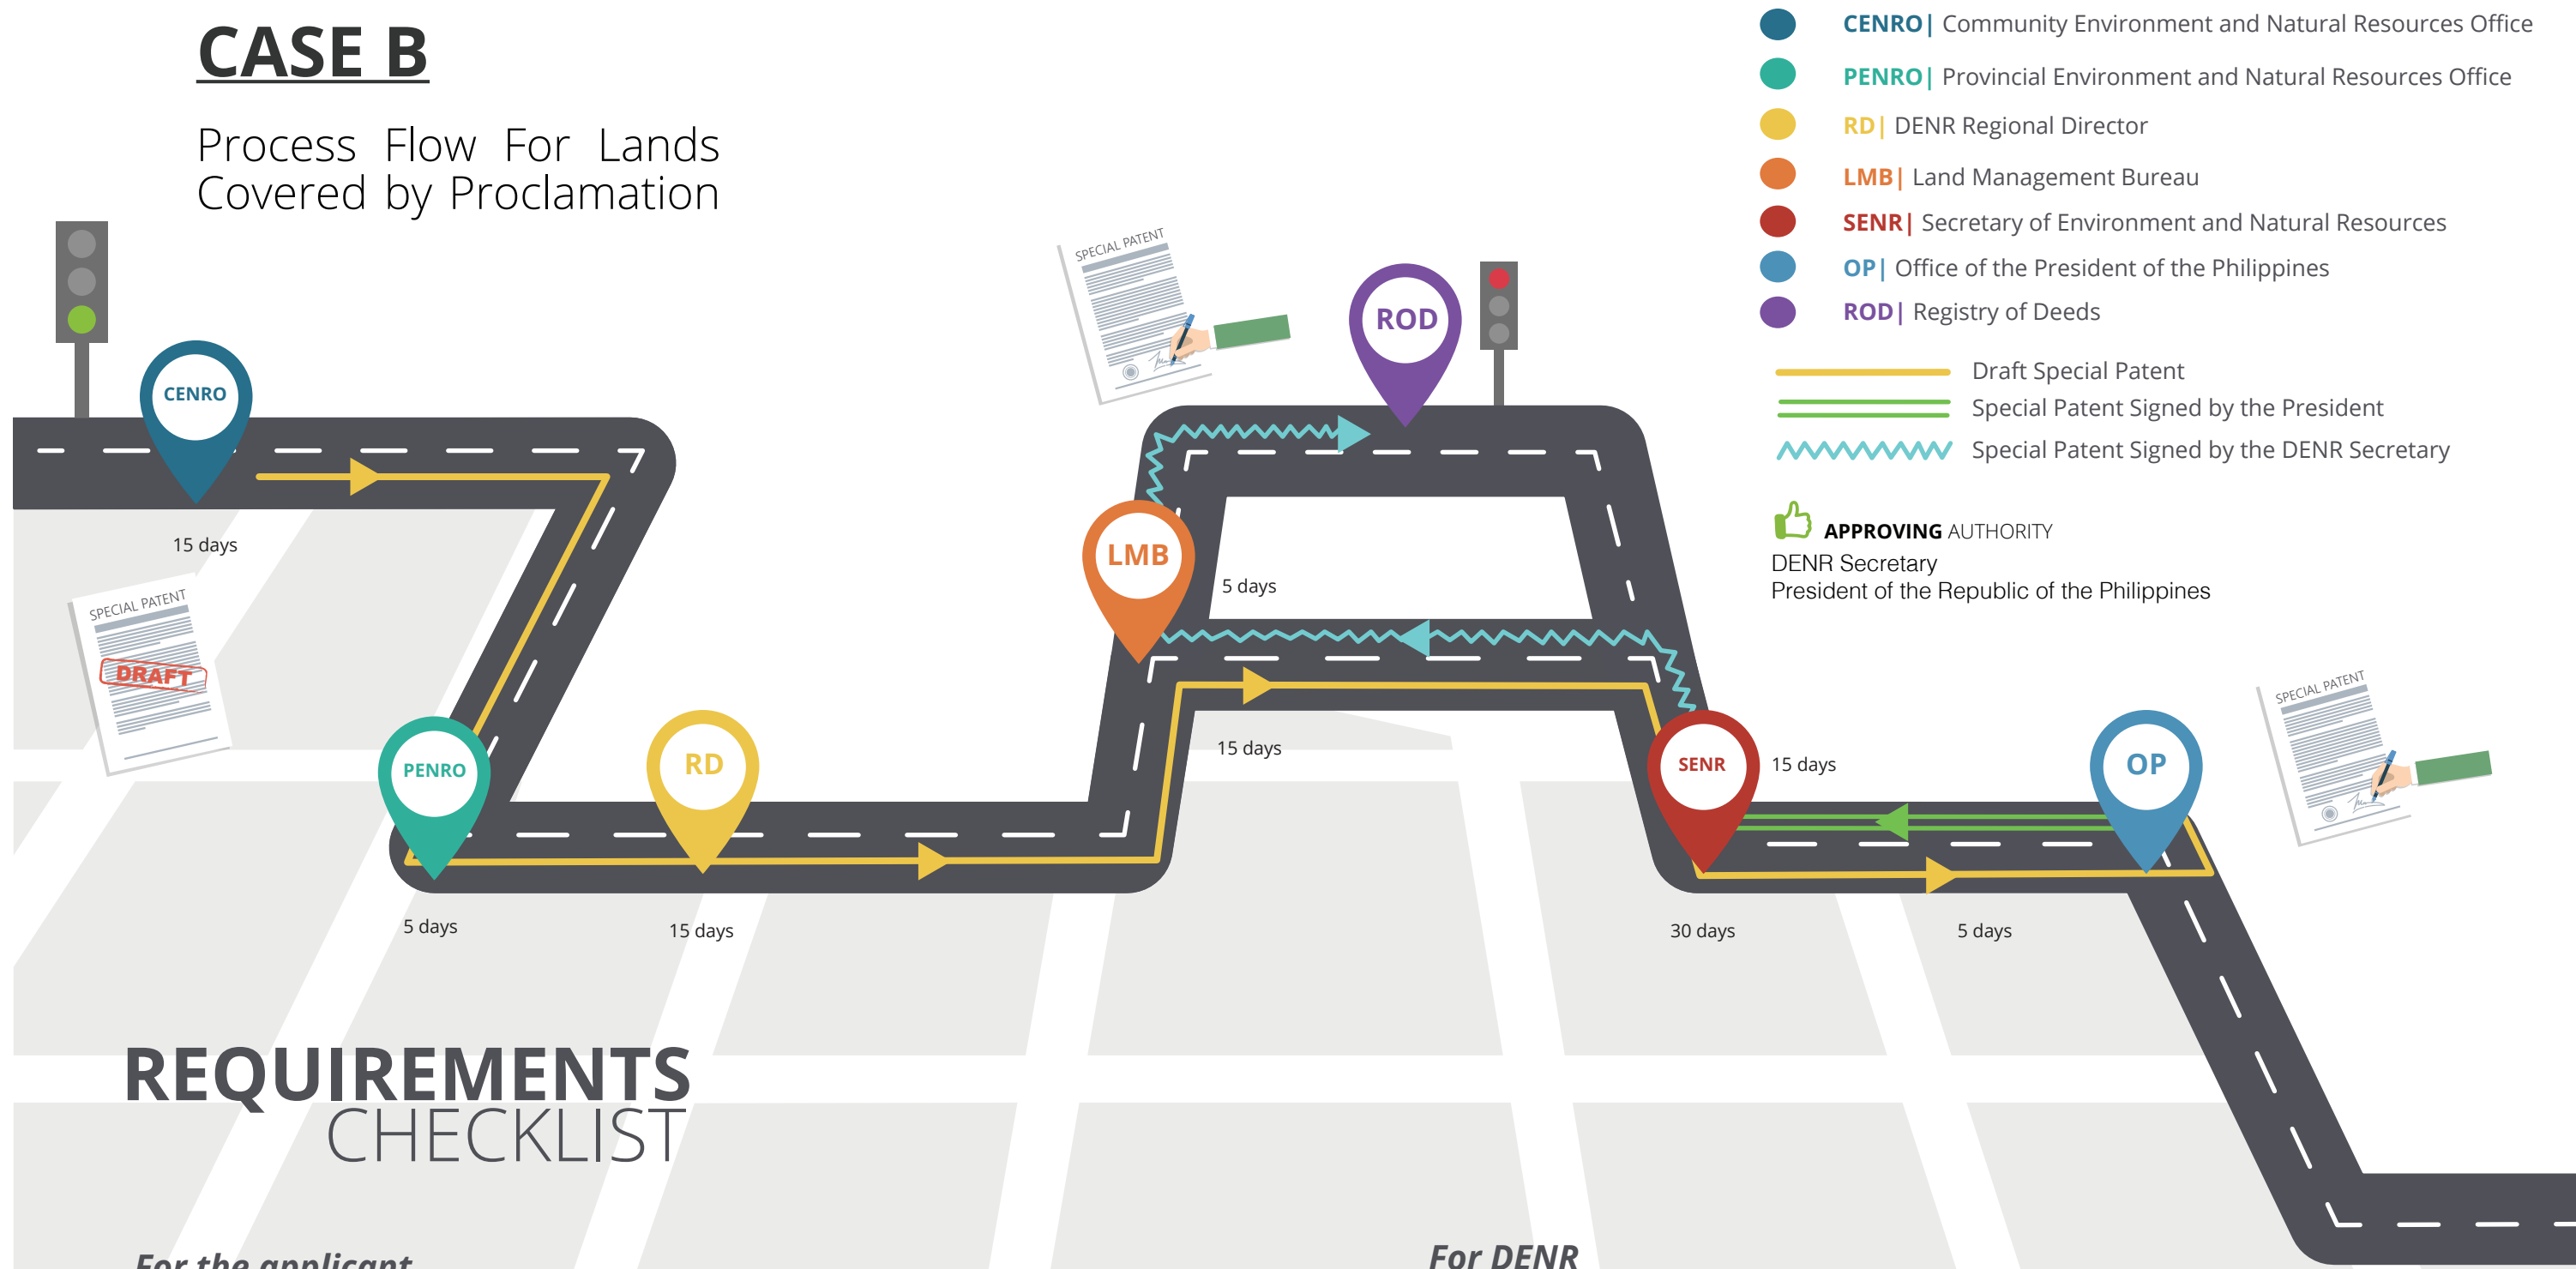 CASE B
Process Flow For Lands
Covered by Proclamation
CENRO| Community Environment and Natural Resources Office
PENRO| Provincial Environment and Natural Resources Office
RD| DENR Regional Director
LMB| Land Management Bureau
SENR| Secretary of Environment and Natural Resources
OP| Office of the President of the Philippines
ROD| Registry of Deeds
Draft Special Patent
Special Patent Signed by the President
Special Patent Signed by the DENR Secretary
APPROVING AUTHORITY
DENR Secretary
President of the Republic of the Philippines
SPECIAL PATENT
ROD
CENRO
15 days
LMB
5 days
SPECIAL PATENT
DRAFT
PENRO
RD
15 days
SENR
15 days
OP
SPECIAL PATENT
5 days
15 days
30 days
5 days
REQUIREMENTS
CHECKLIST
For the applicant
For DENR